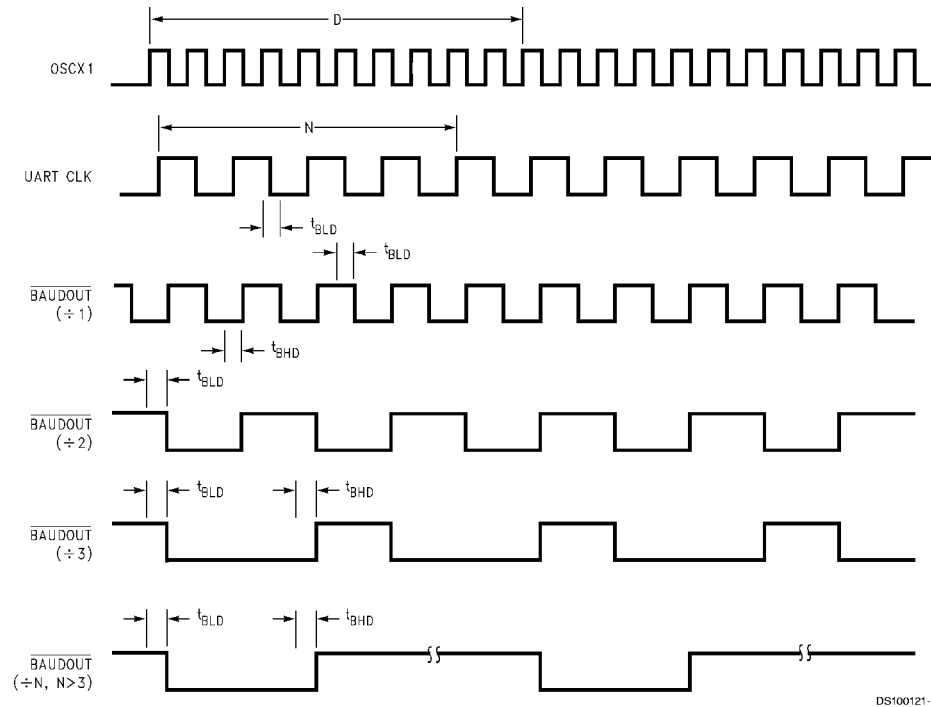 D
OSCX1
N
UART CLK
tBLD
tBLD
BAUDOUT
(÷1)
tBHD
tBLD
BAUDOUT
(÷2)
tBLD
tBHD
BAUDOUT
(÷3)
tBLD
tBHD
BAUDOUT
(÷N, N>3)
DS100121-